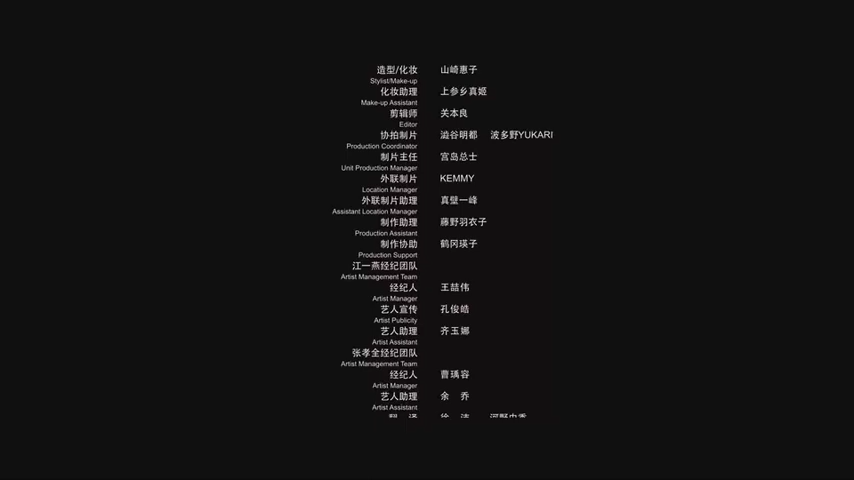 造型/化妆 山崎惠子
Stylist/Make-up
化妆助理 上参乡真姬
Make-up Assistant
剪辑师 关本良
Editor
协拍制片 澁谷明都 波多野YUKARI
Production Coordinator
制片主任 宫岛总士
Unit Production Manager
外联制片 KEMMY
Location Manager
外联制片助理 真壁一峰
Assistant Location Manager
制作助理 藤野羽衣子
Production Assistant
制作协助 鹤冈瑛子
Production Support
江一燕经纪团队
Artist Management Team
经纪人 王喆伟
Artist Manager
艺人宣传 孔俊皓
Artist Publicity
艺人助理 齐玉娜
Artist Assistant
张孝全经纪团队
Artist Management Team
经纪人 曹瑀容
Artist Manager
艺人助理 余 乔
Artist Assistant